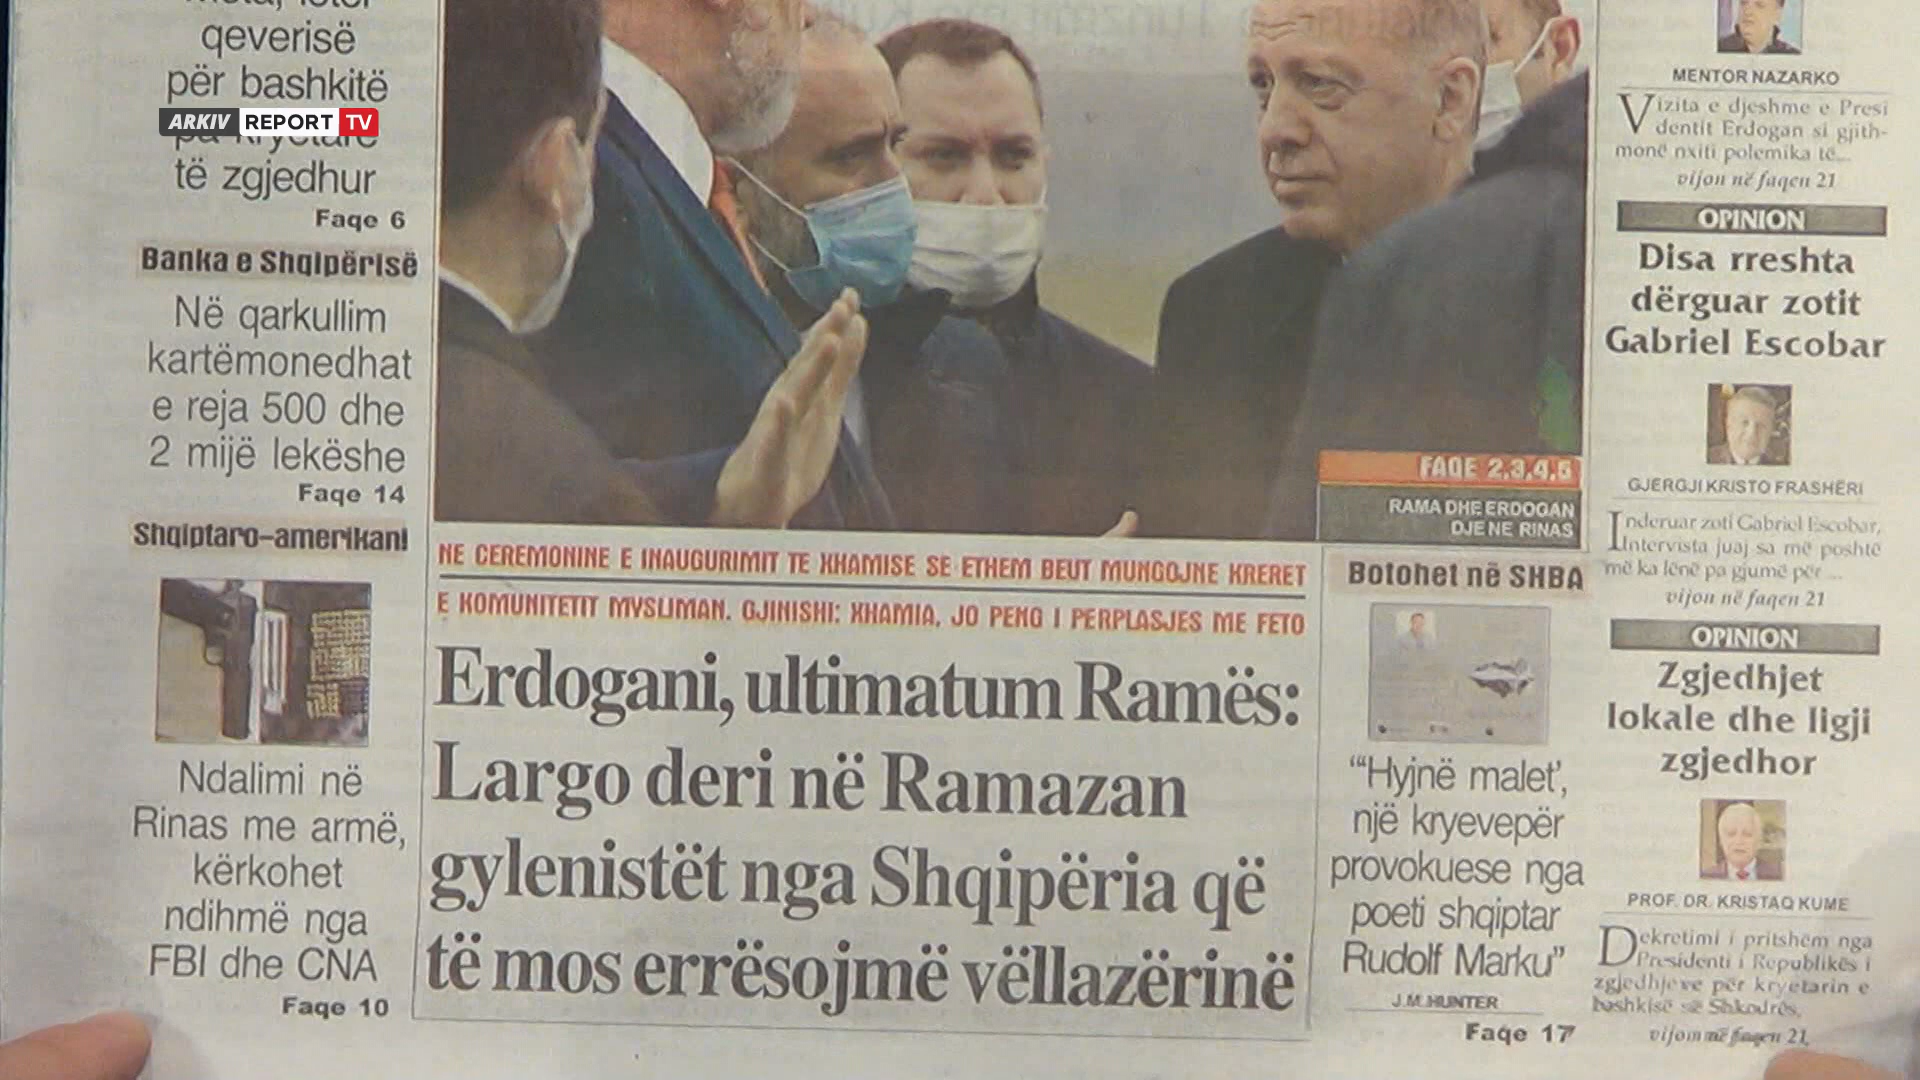 qeverisë
për bashkitë
ARKIV REPORT TV
pa kryetarë
të zgjedhur
Faqe 6
Banka e Shqipërisë
Në qarkullim
kartëmonedhat
e reja 500 dhe
2 mijë lekëshe
Faqe 14
Shqiptaro-amerikani
Ndalimi në
Rinas me armë,
kërkohet
ndihmë nga
FBI dhe CNA
Faqe 10
FAQE 2,3,4,5
RAMA DHE ERDOGAN
DJE NE RINAS
NE CEREMONINE E INAUGURIMIT TE XHAMISE SE ETHEM BEUT MUNGOJNE KRERET
E KOMUNITETIT MYSLIMAN. GJINISHI: XHAMIA, JO PENG I PERPLASJES ME FETO
Erdogani, ultimatum Ramës:
Largo deri në Ramazan
gylenistët nga Shqipëria që
të mos errësojmë vëllazërinë
Botohet në SHBA
"'Hyjnë malet',
një kryevepër
provokuese nga
poeti shqiptar
Rudolf Marku"
J.M.HUNTER
Faqe 17
MENTOR NAZARKO
Vizita e djeshme e Presi
dentit Erdogan si gjith-
monë nxiti polemika të...
vijon në faqen 21
OPINION
Disa rreshta
dërguar zotit
Gabriel Escobar
GJERGJI KRISTO FRASHËRI
Inderuar zoti Gabriel Escobar,
Intervista juaj sa më poshtë
më ka lënë pa gjumë për ...
vijon në faqen 21
OPINION
Zgjedhjet
lokale dhe ligji
zgjedhor
PROF. DR. KRISTAQ KUME
Dekretimi i pritshëm nga
Presidenti i Republikës i
zgjedhjeve për kryetarin e
bashkisë së Shkodrës,
vijon në faqen 21